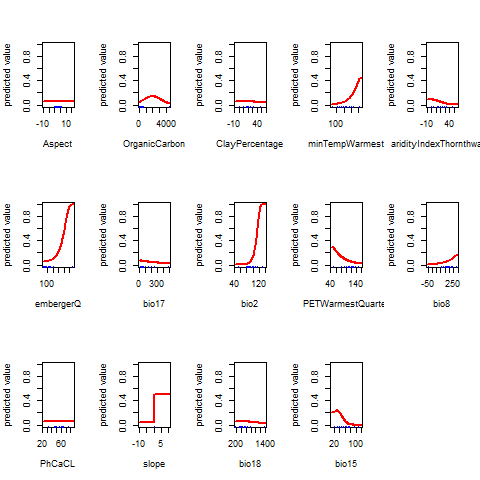 predicted value predicted value predicted value predicted value predicted value
0.0 0.4 0.8 0.0 0.4 0.8 0.0 0.4 0.8 0.0 0.4 0.8 0.0 0.4 0.8
-10 10 0 4000 -10 40 100 -10 40
Aspect OrganicCarbon ClayPercentage minTempWarmest aridityIndexThornthwa
predicted value predicted value predicted value predicted value predicted value
0.0 0.4 0.8 0.0 0.4 0.8 0.0 0.4 0.8 0.0 0.4 0.8 0.0 0.4 0.8
100 0 300 40 120 40 140 -50 250
embergerQ bio17 bio2 PETWarmestQuarte bio8
predicted value predicted value predicted value predicted value
0.0 0.4 0.8 0.0 0.4 0.8 0.0 0.4 0.8 0.0 0.4 0.8
20 60 -10 5 200 1400 20 100
PhCaCL slope bio18 bio15